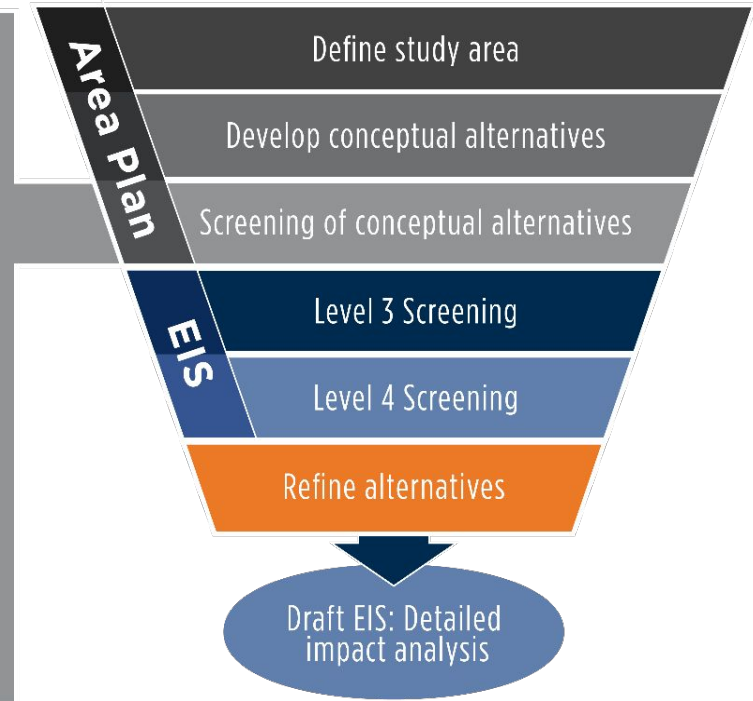 Area Plan
Define study area
Develop conceptual alternatives
Screening of conceptual alternatives
EIS
Level 3 Screening
Level 4 Screening
Refine alternatives
Draft EIS: Detailed
impact analysis